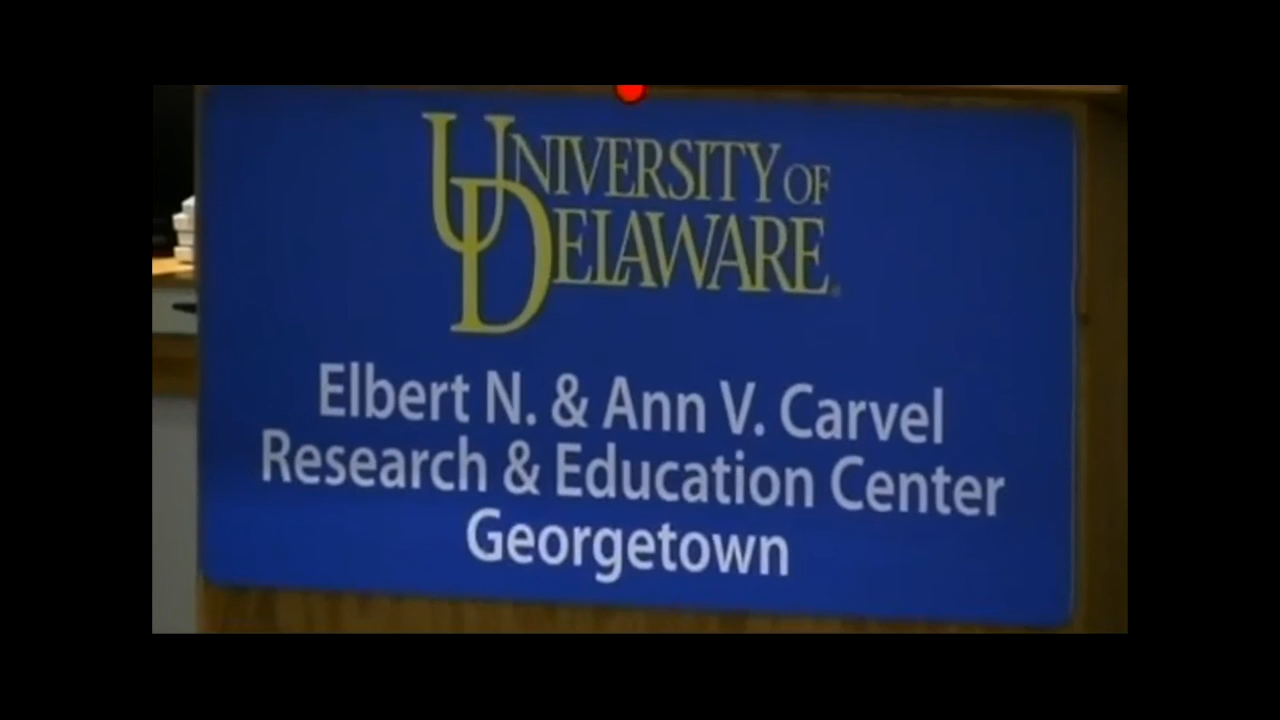 UNIVERSITY OF
DELAWARE
Elbert N. & Ann V. Carvel
Research & Education Center
Georgetown